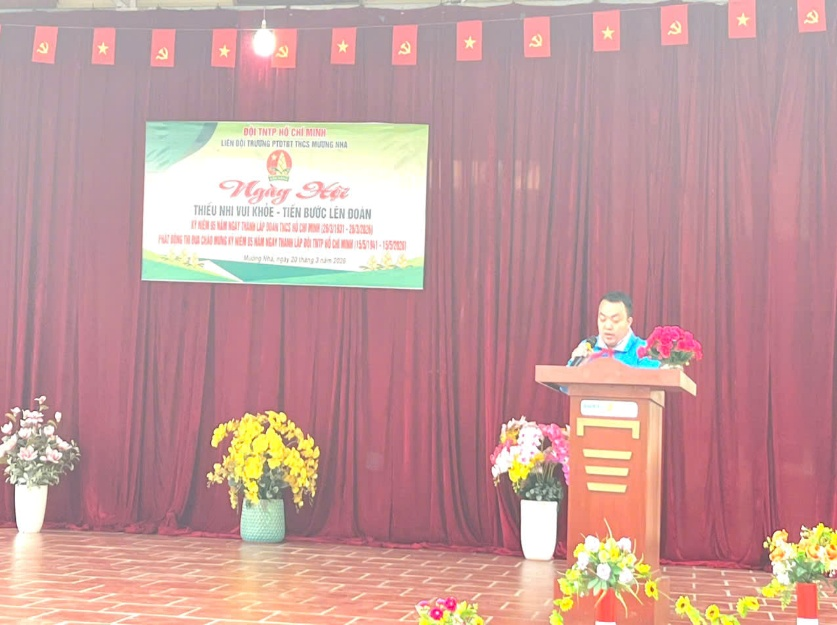 ĐỘI TNTP HỒ CHÍ MINH
LIÊN ĐỘI TRƯỜNG PTDTBT THCS MƯỜNG NHÀ
Ngày Hội
THIẾU NHI VUI KHỎE - TIẾN BƯỚC LÊN ĐOÀN
KỶ NIỆM 95 NĂM NGÀY THÀNH LẬP ĐOÀN TNCS HỒ CHÍ MINH (26/3/1931 - 26/3/2026)
PHÁT ĐỘNG THI ĐUA CHÀO MỪNG KỶ NIỆM 85 NĂM NGÀY THÀNH LẬP ĐỘI TNTP HỒ CHÍ MINH (15/5/1941 - 15/5/2026)
Mường Nhà, ngày 20 tháng 3 năm 2026